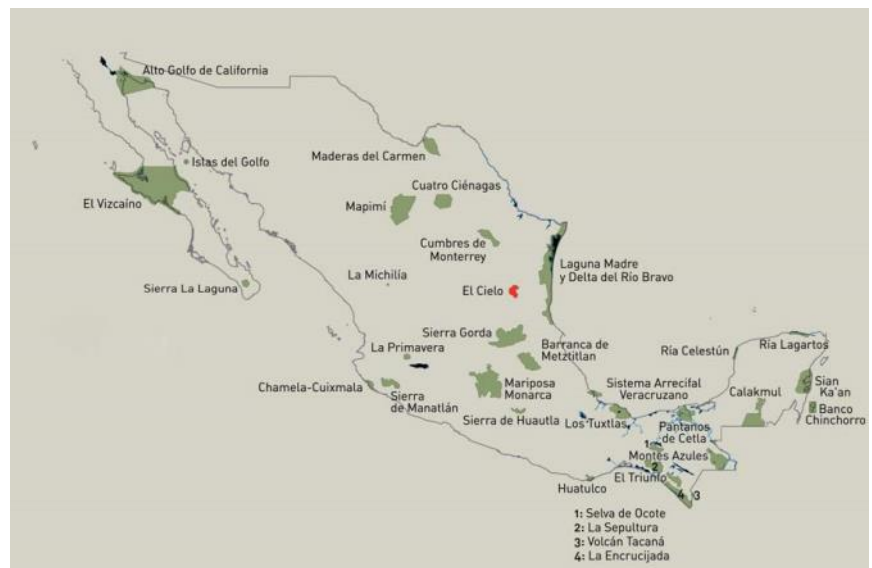 Alto Golfo de California
Maderas del Carmen
Islas del Golfo
Cuatro Ciénagas
El Vizcaíno
Mapimí
Cumbres de
Monterrey
Laguna Madre
y Delta del Río Bravo
La Michilía
Sierra La Laguna
El Cielo
Sierra Gorda
La Primavera
Barranca de
Metztitlan
Ría Celestún
Ría Lagartos
Chamela-Cuixmala
Sierra
de Manatlán
Mariposa
Monarca
Sistema Arrecifal
Veracruzano
Calakmul
Sian
Ka'an
Sierra de Huautla
Los Tuxtlas
Pantanos
de Cetla
Banco
Chinchorro
1
Montes Azules
2
El Triunfo
Huatulco
4
3
1: Selva de Ocote
2: La Sepultura
3: Volcán Tacaná
4: La Encrucijada